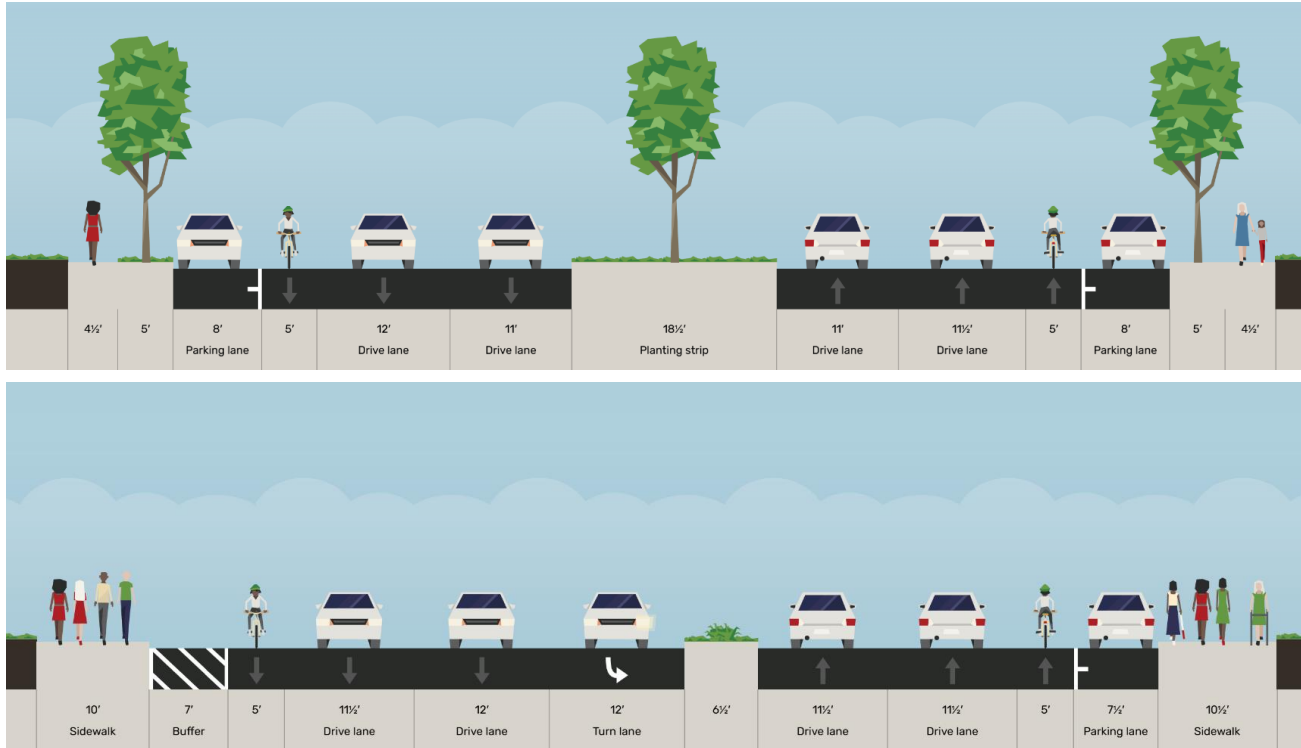 4½' 5' 8' 5' 12' 11' 18½' 11' 11½' 5' 8' 5' 4½'
Parking lane Drive lane Drive lane Planting strip Drive lane Drive lane Parking lane
10' 7' 5' 11½' 12' 12' 6½' 11½' 11½' 5' 7½' 10½'
Sidewalk Buffer Drive lane Drive lane Turn lane Drive lane Drive lane Parking lane Sidewalk